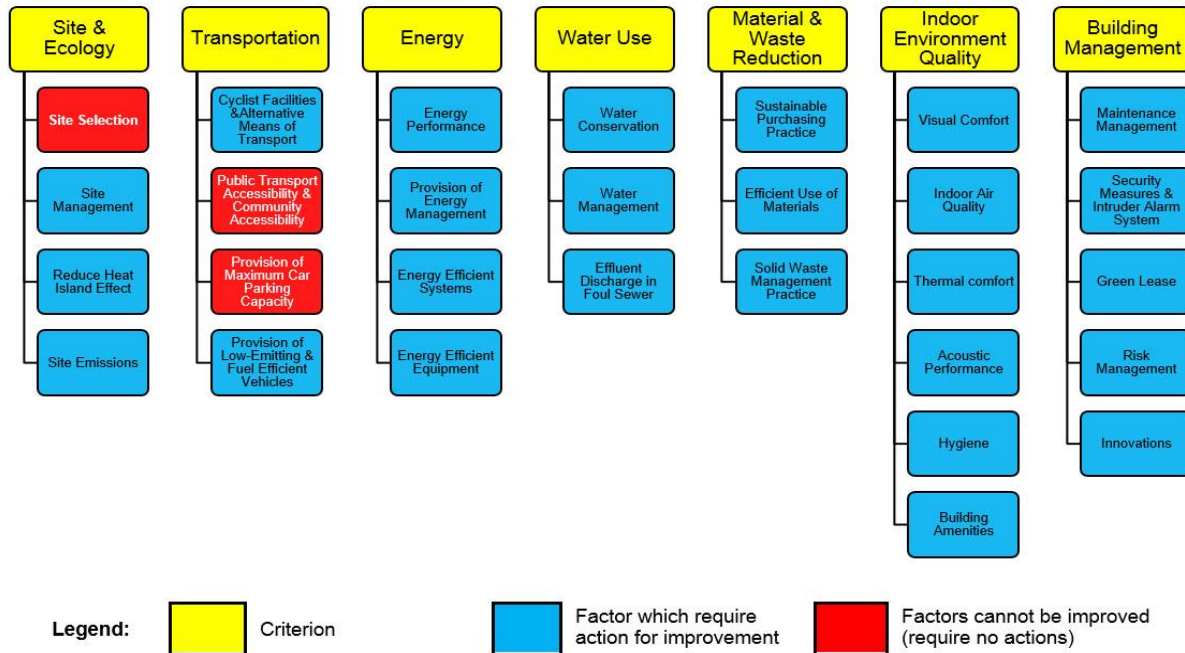 Site &
Ecology
Site Selection
Site
Management
Reduce Heat
Island Effect
Site Emissions
Transportation
Cyclist Facilities
&Alternative
Means of
Transport
Public Transport
Accessibility &
Community
Accessibility
Provision of
Maximum Car
Parking
Capacity
Provision of
Low-Emitting &
Fuel Efficient
Vehicles
Energy
Energy
Performance
Provision of
Energy
Management
Energy Efficient
Systems
Energy Efficient
Equipment
Water Use
Water
Conservation
Water
Management
Effluent
Discharge in
Foul Sewer
Material &
Waste
Reduction
Sustainable
Purchasing
Practice
Efficient Use of
Materials
Solid Waste
Management
Practice
Indoor
Environment
Quality
Visual Comfort
Indoor Air
Quality
Thermal comfort
Acoustic
Performance
Hygiene
Building
Amenities
Building
Management
Maintenance
Management
Security
Measures &
Intruder Alarm
System
Green Lease
Risk
Management
Innovations
Legend:
Criterion
Factor which require
action for improvement
Factors cannot be improved
(require no actions)